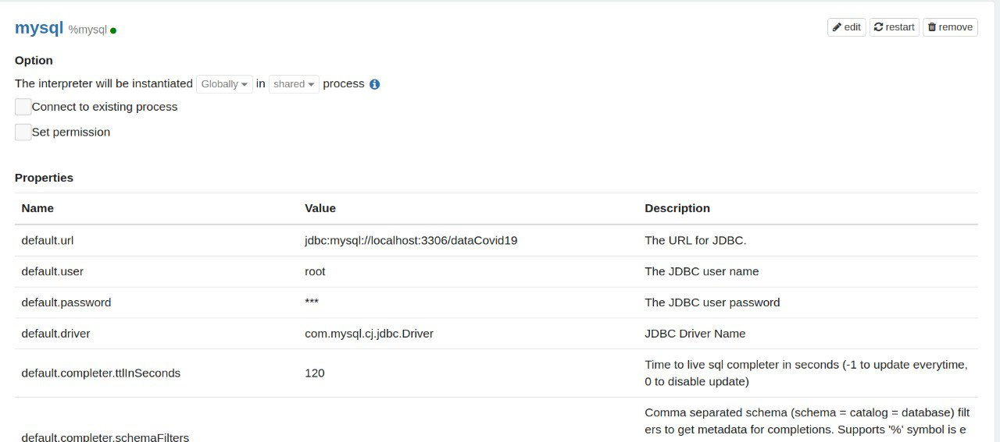 mysql %mysql
edit restart remove
Option
The interpreter will be instantiated Globally in shared process
Connect to existing process
Set permission
Properties
Name Value Description
default.url jdbc:mysql://localhost:3306/dataCovid19 The URL for JDBC.
default.user root The JDBC user name
default.password *** The JDBC user password
default.driver com.mysql.cj.jdbc.Driver JDBC Driver Name
default.completer.ttlInSeconds 120 Time to live sql completer in seconds (-1 to update everytime,
0 to disable update)
Comma separated schema (schema = catalog = database) filt
ers to get metadata for completions. Supports '%' symbol is e
default.completer.schemaFilters